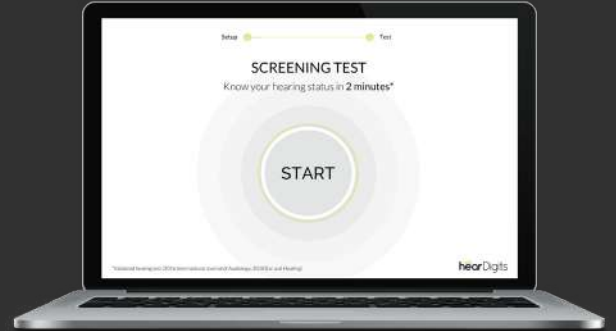 Setup Test
SCREENING TEST
Know your hearing status in 2 minutes*
START
hearDigits